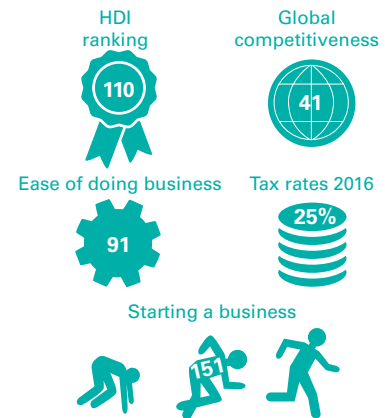 HDI
ranking
110
Global
competitiveness
41
Ease of doing business
91
Tax rates 2016
25%
Starting a business
151